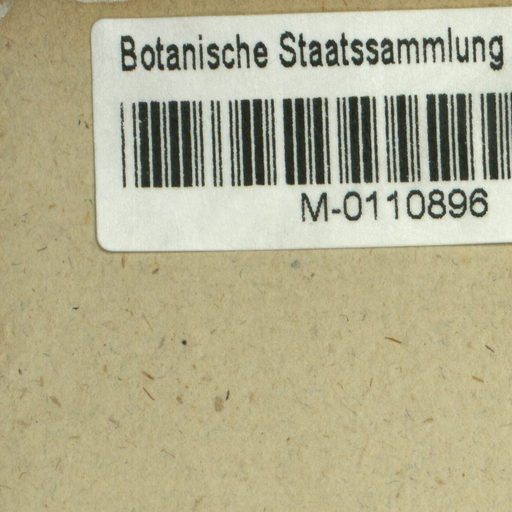 Botanische Staatssammlung
M-0110896